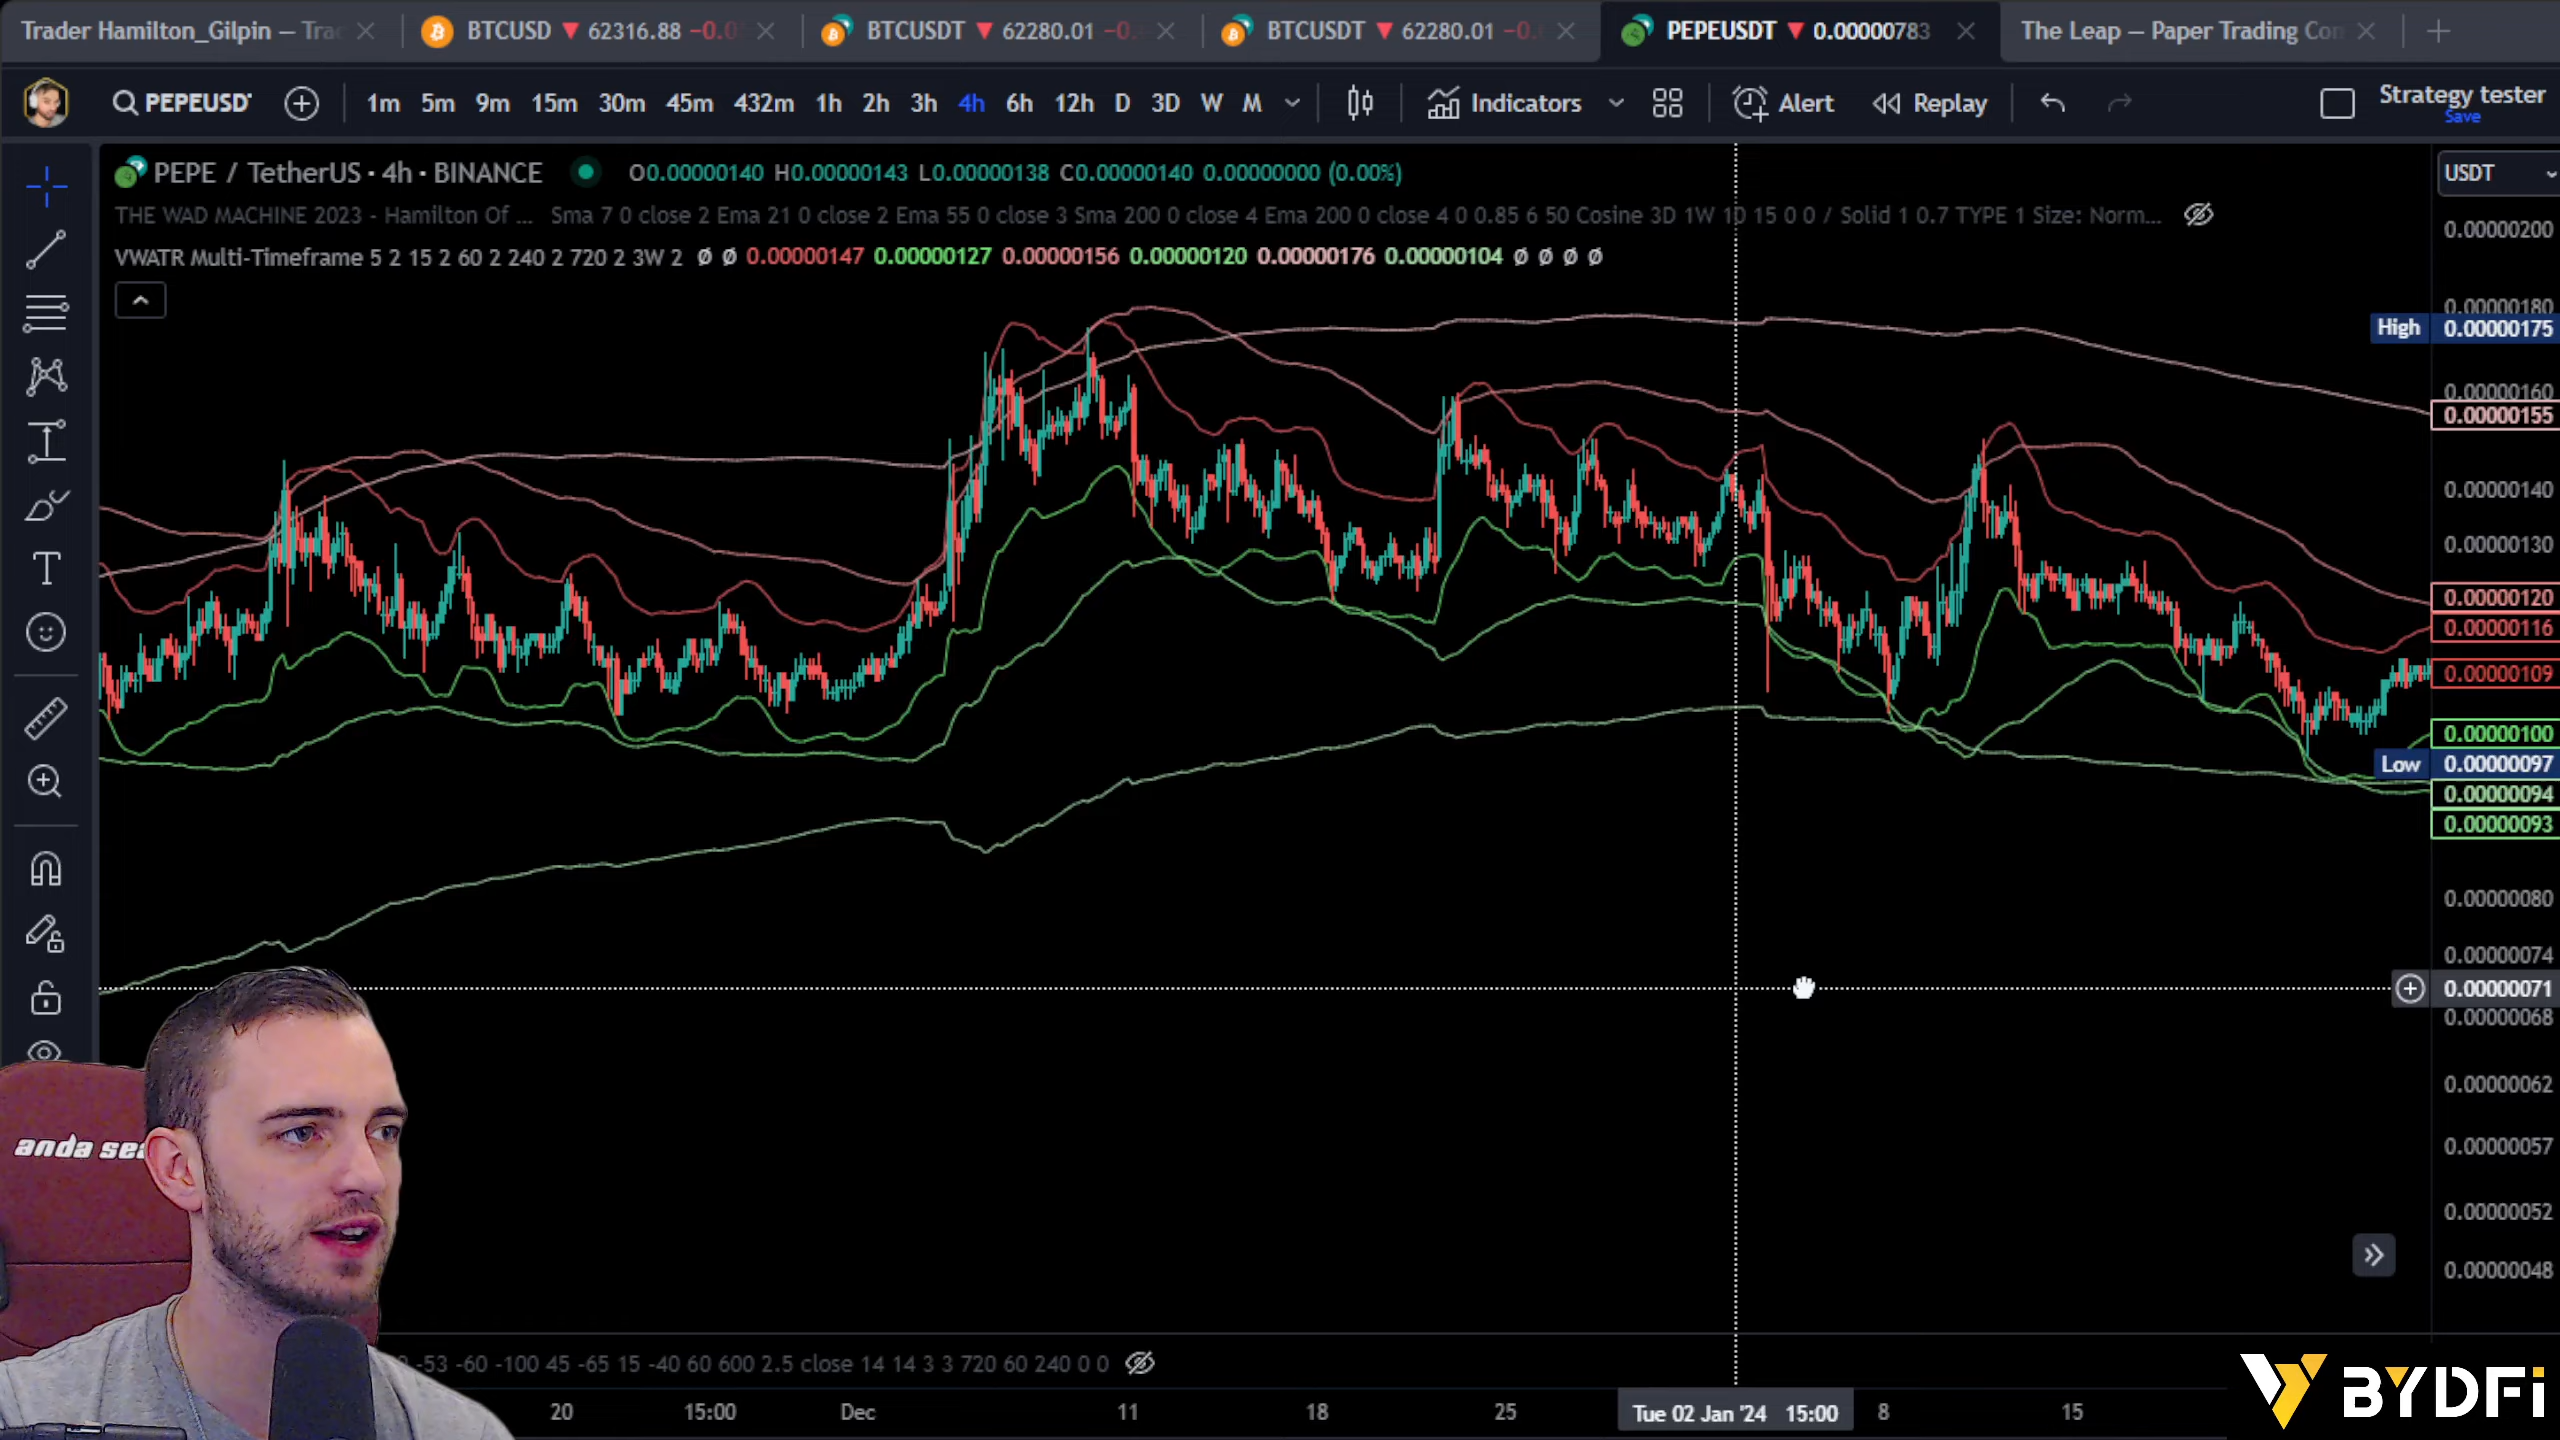 Trader Hamilton_Gilpin — Trac
BTCUSD 62316.88 −0.0
BTCUSDT 62280.01 −0.
BTCUSDT 62280.01 −0.
PEPEUSDT 0.00000783
The Leap — Paper Trading Con
PEPEUSDT 1m 5m 9m 15m 30m 45m 432m 1h 2h 3h 4h 6h 12h D 3D W M Indicators Alert Replay Strategy tester
Save
PEPE / TetherUS · 4h · BINANCE O0.00000140 H0.00000143 L0.00000138 C0.00000140 0.00000000 (0.00%)
USDT
THE WAD MACHINE 2023 - Hamilton Of ... Sma 7 0 close 2 Ema 21 0 close 2 Ema 55 0 close 3 Sma 200 0 close 4 Ema 200 0 close 4 0 0.85 6 50 Cosine 3D 1W 1D 15 0 0 / Solid 1 0.7 TYPE 1 Size: Norm...
VWATR Multi-Timeframe 5 2 15 2 60 2 240 2 720 2 3W 2 ø ø 0.00000147 0.00000127 0.00000156 0.00000120 0.00000176 0.00000104 ø ø ø ø
0.00000200
0.00000180
High 0.00000175
0.00000160
0.00000155
0.00000140
0.00000130
0.00000120
0.00000116
0.00000109
0.00000100
Low 0.00000097
0.00000094
0.00000093
0.00000080
0.00000074
0.00000071
0.00000068
0.00000062
0.00000057
0.00000052
0.00000048
anda sea
-53 -60 -100 45 -65 15 -40 60 600 2.5 close 14 14 3 3 720 60 240 0 0
20 15:00 Dec 11 18 25 Tue 02 Jan '24 15:00 8 15
BYDFi